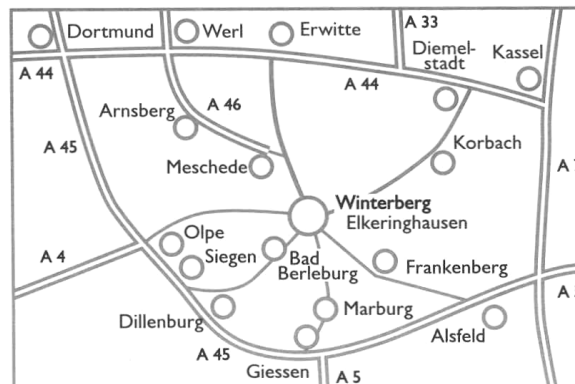 A 33
Dortmund
Werl
Erwitte
Diemel-
stadt
Kassel
A 44
A 44
A 46
Arnsberg
A 45
Korbach
Meschede
Winterberg
Elkeringhausen
Olpe
A 4
Siegen
Bad
Berleburg
Frankenberg
Dillenburg
Marburg
Alsfeld
A 45
Giessen
A 5